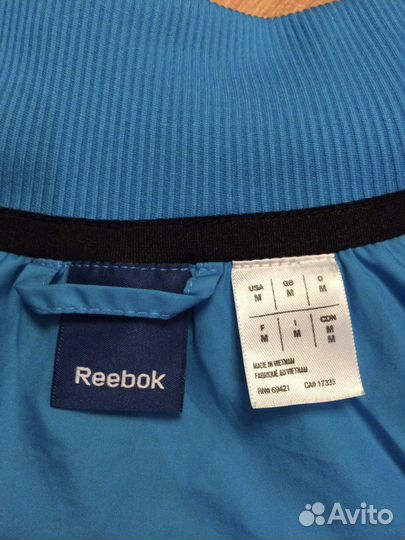 Reebok
USA GB D
M M M
F I CDN
M M M
M
MADE IN VIETNAM
FABRIQUÉ AU VIETNAM
RN# 69421 CA# 17335
Avito